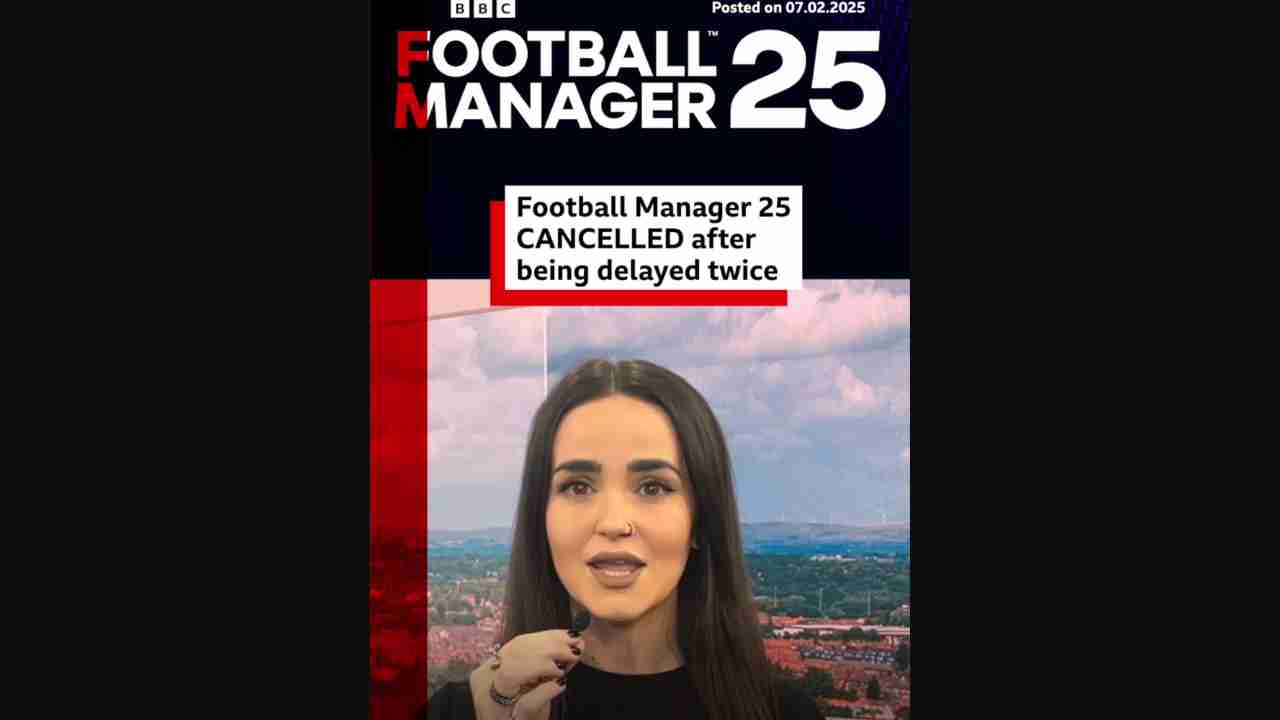 BBC
Posted on 07.02.2025
FOOTBALL™
MANAGER 25
Football Manager 25
CANCELLED after
being delayed twice